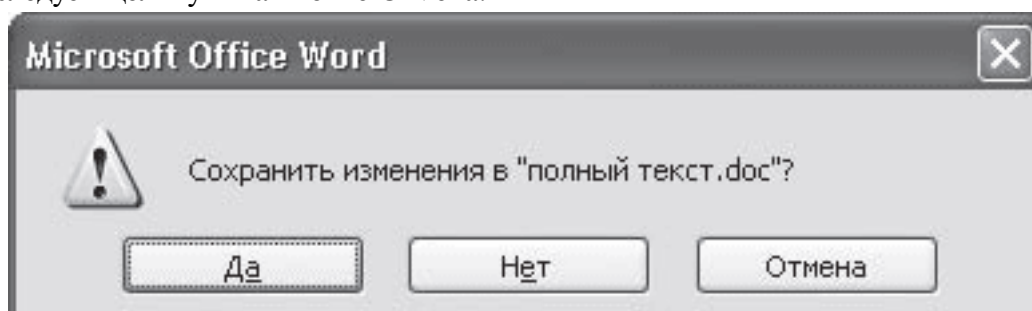 Microsoft Office Word
Сохранить изменения в "полный текст.doc"?
Да
Нет
Отмена